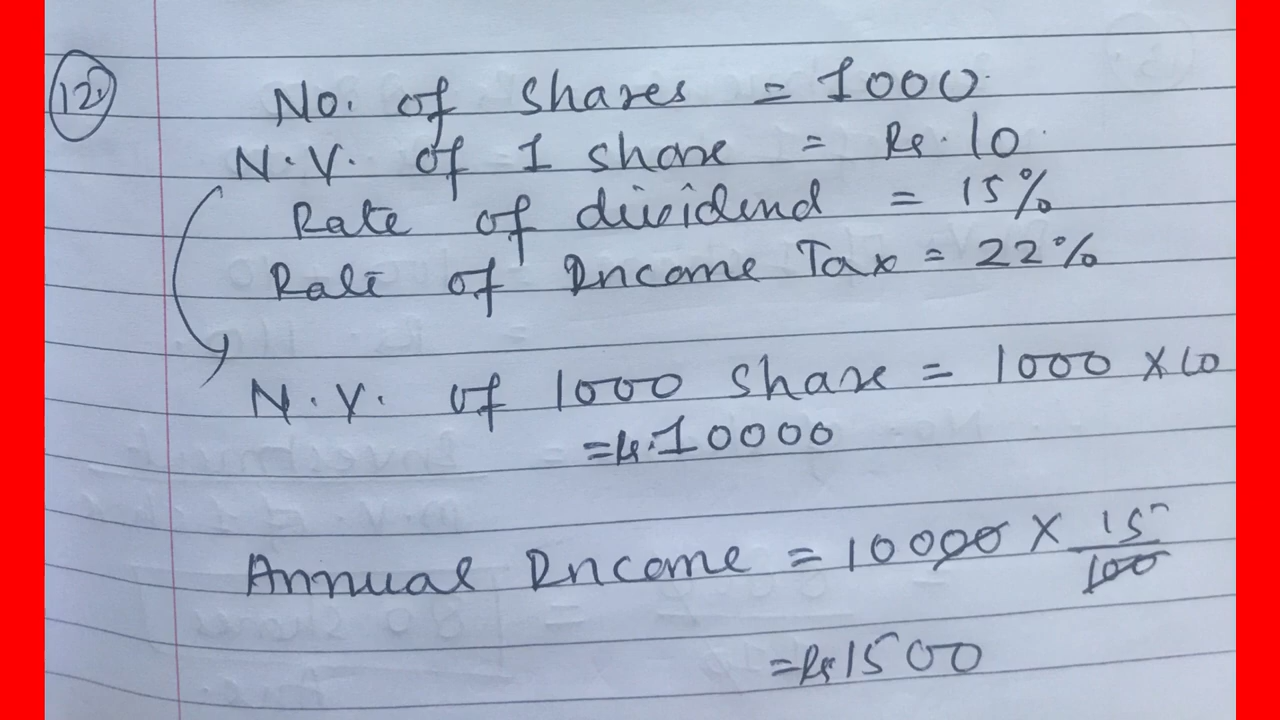 12.
No. of shares = 1000.
N.V. of 1 share = Rs. 10.
Rate of dividend = 15%
Rate of Income Tax = 22%
N.V. of 1000 share = 1000 × 10
= Rs. 10000
Annual Income = 10000 × 15/100
= Rs 1500